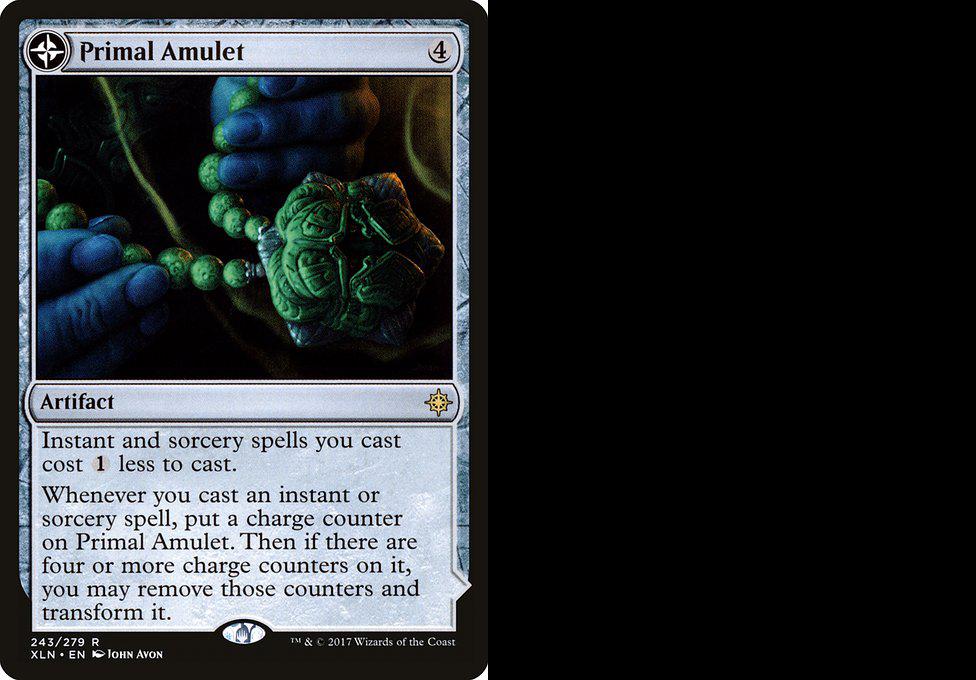 Primal Amulet 4
Artifact
Instant and sorcery spells you cast
cost 1 less to cast.
Whenever you cast an instant or
sorcery spell, put a charge counter
on Primal Amulet. Then if there are
four or more charge counters on it,
you may remove those counters and
transform it.
243/279 R
XLN • EN John Avon
™ & © 2017 Wizards of the Coast